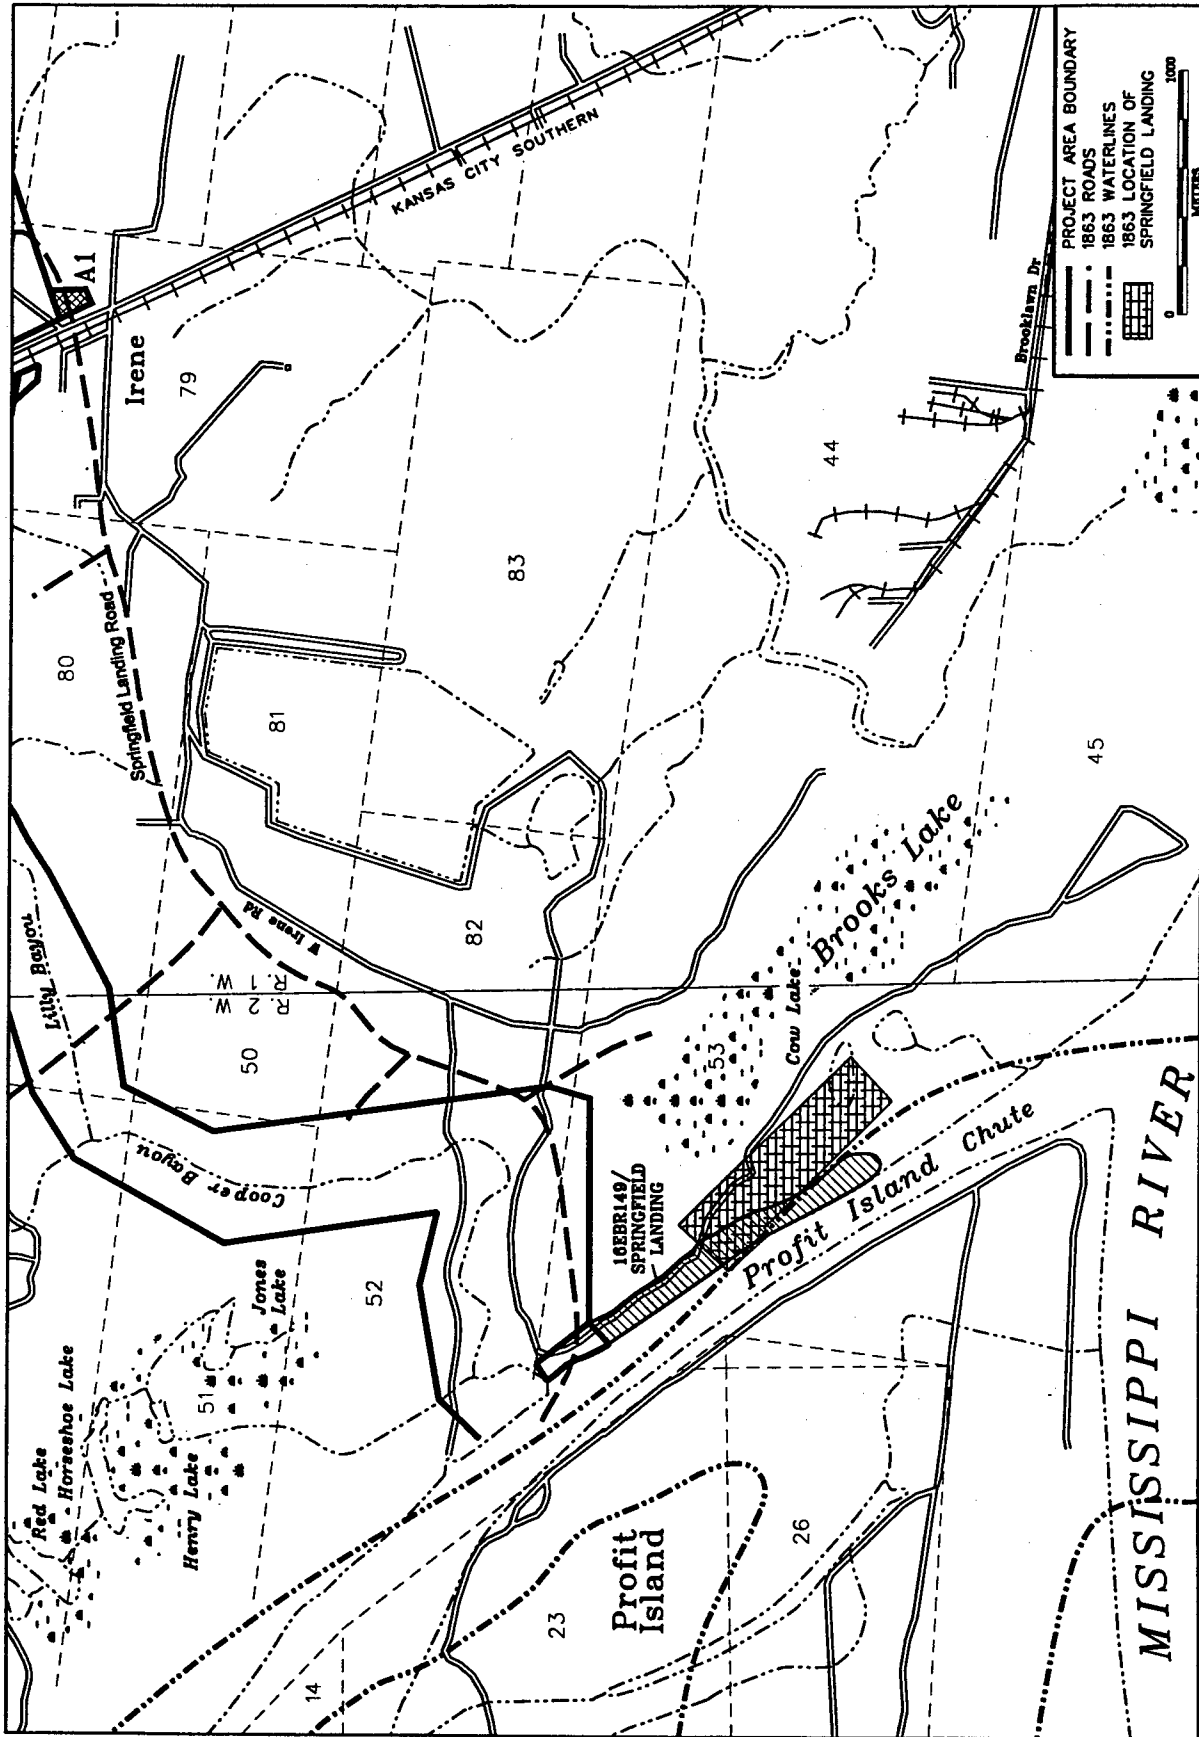 Red Lake
Horseshoe Lake
Henry Lake
51
Jones
Lake
52
14
23
Profit
Island
26
MISSISSIPPI RIVER
Profit Island Chute
16EBR149/
SPRINGFIELD
LANDING
Cooper Bayou
Lilly Bayou
50
R. 2 W.
R. 1 W.
53
Cow Lake
Brooks Lake
W Irene Rd
82
81
80
Springfield Landing Road
83
79
Irene
A1
KANSAS CITY SOUTHERN
44
45
Brooklawn Dr
PROJECT AREA BOUNDARY
1863 ROADS
1863 WATERLINES
1863 LOCATION OF
SPRINGFIELD LANDING
0
1000
METERS